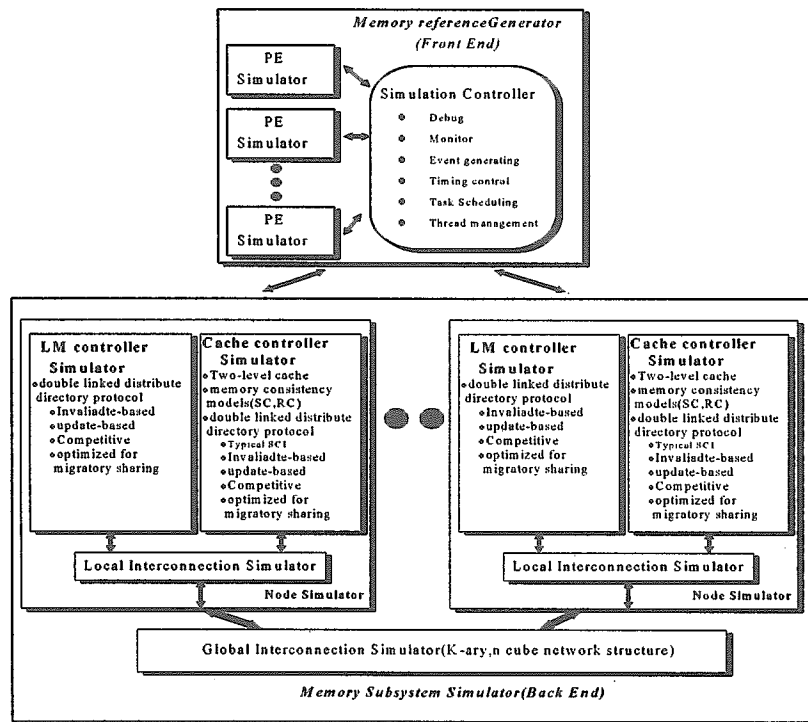 Memory referenceGenerator
(Front End)
PE
Simulator
PE
Simulator
PE
Simulator
Simulation Controller
Debug
Monitor
Event generating
Timing control
Task Scheduling
Thread management
LM controller
Simulator
double linked distribute
directory protocol
Invaliadte-based
update-based
Competitive
optimized for
migratory sharing
Cache controller
Simulator
Two-level cache
memory consistency
models(SC,RC)
double linked distribute
directory protocol
Typical SCI
Invaliadte-based
update-based
Competitive
optimized for
migratory sharing
Local Interconnection Simulator
Node Simulator
LM controller
Simulator
double linked distribute
directory protocol
Invaliadte-based
update-based
Competitive
optimized for
migratory sharing
Cache controller
Simulator
Two-level cache
memory consistency
models(SC,RC)
double linked distribute
directory protocol
Typical SCI
Invaliadte-based
update-based
Competitive
optimized for
migratory sharing
Local Interconnection Simulator
Node Simulator
Global Interconnection Simulator(K-ary,n cube network structure)
Memory Subsystem Simulator(Back End)